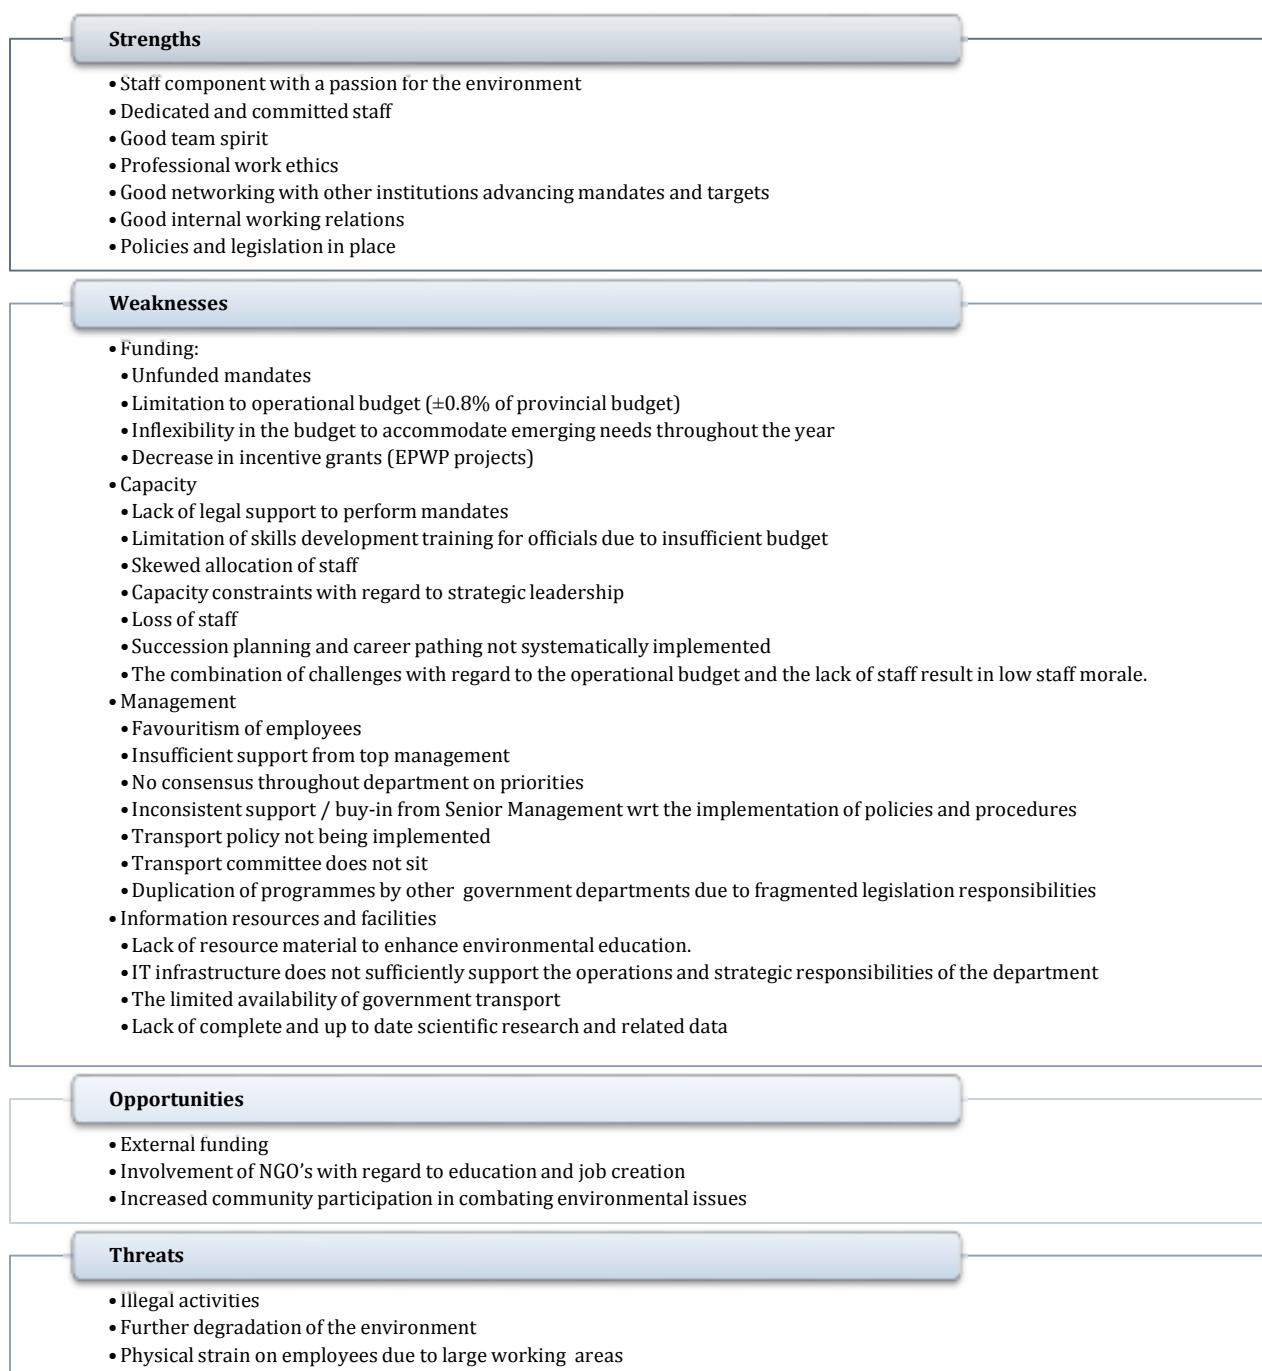 Strengths
• Staff component with a passion for the environment
• Dedicated and committed staff
• Good team spirit
• Professional work ethics
• Good networking with other institutions advancing mandates and targets
• Good internal working relations
• Policies and legislation in place
Weaknesses
• Funding:
• Unfunded mandates
• Limitation to operational budget (±0.8% of provincial budget)
• Inflexibility in the budget to accommodate emerging needs throughout the year
• Decrease in incentive grants (EPWP projects)
• Capacity
• Lack of legal support to perform mandates
• Limitation of skills development training for officials due to insufficient budget
• Skewed allocation of staff
• Capacity constraints with regard to strategic leadership
• Loss of staff
• Succession planning and career pathing not systematically implemented
• The combination of challenges with regard to the operational budget and the lack of staff result in low staff morale.
• Management
• Favouritism of employees
• Insufficient support from top management
• No consensus throughout department on priorities
• Inconsistent support / buy-in from Senior Management wrt the implementation of policies and procedures
• Transport policy not being implemented
• Transport committee does not sit
• Duplication of programmes by other government departments due to fragmented legislation responsibilities
• Information resources and facilities
• Lack of resource material to enhance environmental education.
• IT infrastructure does not sufficiently support the operations and strategic responsibilities of the department
• The limited availability of government transport
• Lack of complete and up to date scientific research and related data
Opportunities
• External funding
• Involvement of NGO’s with regard to education and job creation
• Increased community participation in combating environmental issues
Threats
• Illegal activities
• Further degradation of the environment
• Physical strain on employees due to large working areas